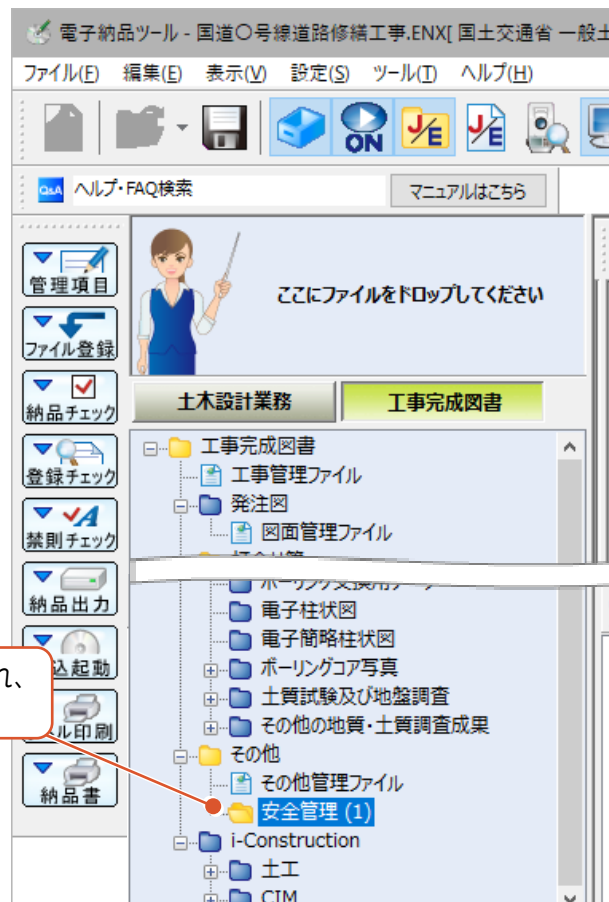 電子納品ツール - 国道〇号線道路修繕工事.ENX[ 国土交通省 一般土
ファイル(F) 編集(E) 表示(V) 設定(S) ツール(T) ヘルプ(H)
ON J/E J/E
Q&A ヘルプ・FAQ検索 マニュアルはこちら
管理項目
ファイル登録
納品チェック
登録チェック
禁則チェック
納品出力
込起動
ル印刷
納品書
ここにファイルをドロップしてください
土木設計業務 工事完成図書
工事完成図書
工事管理ファイル
発注図
図面管理ファイル
電子柱状図
電子簡略柱状図
ボーリングコア写真
土質試験及び地盤調査
その他の地質・土質調査成果
その他
その他管理ファイル
安全管理 (1)
i-Construction
土工
CIM
れ、